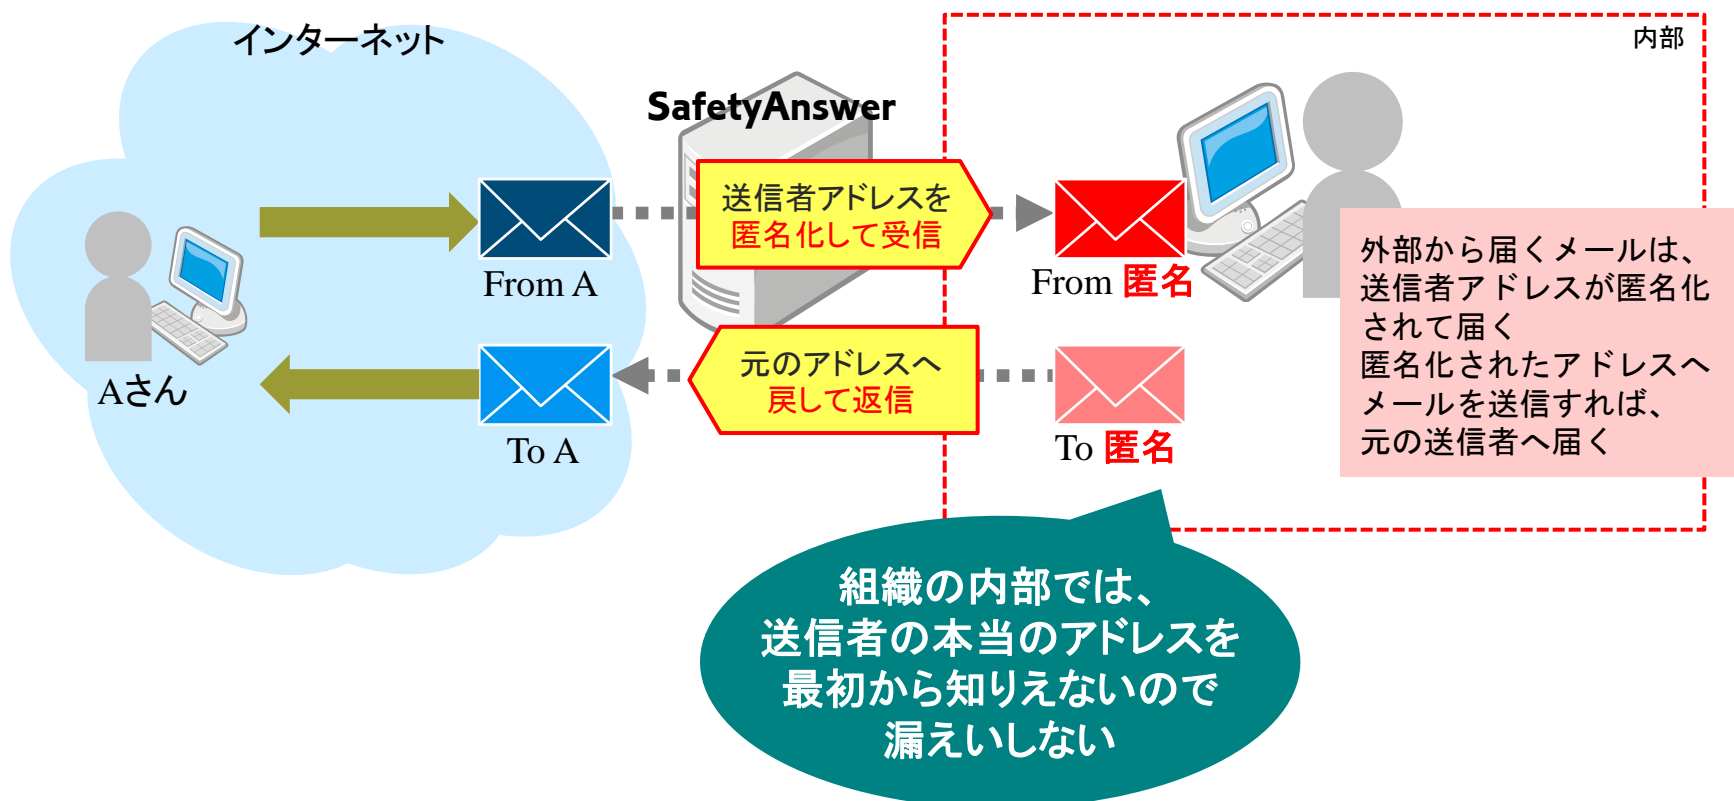 インターネット
内部
SafetyAnswer
送信者アドレスを
匿名化して受信
From A
From 匿名
外部から届くメールは、
送信者アドレスが匿名化
されて届く
匿名化されたアドレスへ
メールを送信すれば、
元の送信者へ届く
Aさん
元のアドレスへ
戻して返信
To A
To 匿名
組織の内部では、
送信者の本当のアドレスを
最初から知りえないので
漏えいしない